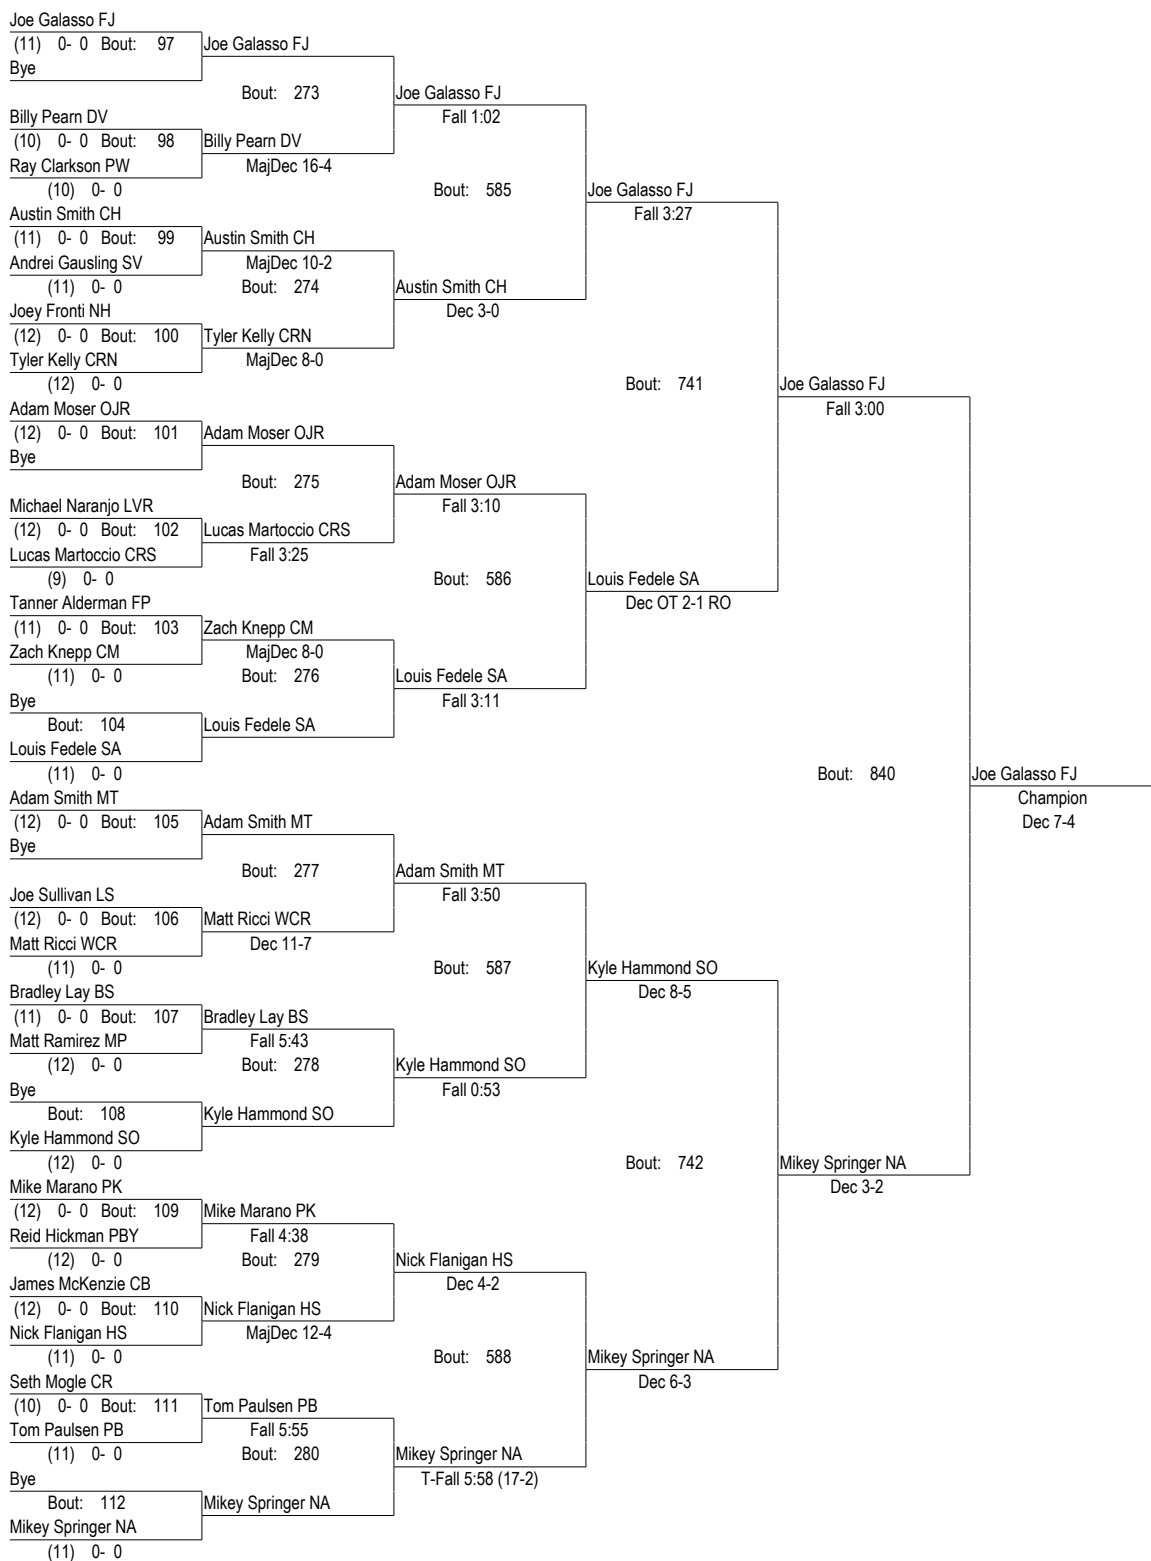 Joe Galasso FJ
(11) 0- 0 Bout: 97 Joe Galasso FJ
Bye
Bout: 273 Joe Galasso FJ
Billy Pearn DV Fall 1:02
(10) 0- 0 Bout: 98 Billy Pearn DV
Ray Clarkson PW MajDec 16-4
(10) 0- 0 Bout: 585 Joe Galasso FJ
Austin Smith CH Fall 3:27
(11) 0- 0 Bout: 99 Austin Smith CH
Andrei Gausling SV MajDec 10-2
(11) 0- 0 Bout: 274 Austin Smith CH
Joey Fronti NH Dec 3-0
(12) 0- 0 Bout: 100 Tyler Kelly CRN
Tyler Kelly CRN MajDec 8-0
(12) 0- 0 Bout: 741 Joe Galasso FJ
Adam Moser OJR Fall 3:00
(12) 0- 0 Bout: 101 Adam Moser OJR
Bye
Bout: 275 Adam Moser OJR
Michael Naranjo LVR Fall 3:10
(12) 0- 0 Bout: 102 Lucas Martoccio CRS
Lucas Martoccio CRS Fall 3:25
(9) 0- 0 Bout: 586 Louis Fedele SA
Tanner Alderman FP Dec OT 2-1 RO
(11) 0- 0 Bout: 103 Zach Knepp CM
Zach Knepp CM MajDec 8-0
(11) 0- 0 Bout: 276 Louis Fedele SA
Bye Fall 3:11
Bout: 104 Louis Fedele SA
Louis Fedele SA
(11) 0- 0 Bout: 840 Joe Galasso FJ
Adam Smith MT Champion
(12) 0- 0 Bout: 105 Adam Smith MT Dec 7-4
Bye
Bout: 277 Adam Smith MT
Joe Sullivan LS Fall 3:50
(12) 0- 0 Bout: 106 Matt Ricci WCR
Matt Ricci WCR Dec 11-7
(11) 0- 0 Bout: 587 Kyle Hammond SO
Bradley Lay BS Dec 8-5
(11) 0- 0 Bout: 107 Bradley Lay BS
Matt Ramirez MP Fall 5:43
(12) 0- 0 Bout: 278 Kyle Hammond SO
Bye Fall 0:53
Bout: 108 Kyle Hammond SO
Kyle Hammond SO
(12) 0- 0 Bout: 742 Mikey Springer NA
Mike Marano PK Dec 3-2
(12) 0- 0 Bout: 109 Mike Marano PK
Reid Hickman PBY Fall 4:38
(12) 0- 0 Bout: 279 Nick Flanigan HS
James McKenzie CB Dec 4-2
(12) 0- 0 Bout: 110 Nick Flanigan HS
Nick Flanigan HS MajDec 12-4
(11) 0- 0 Bout: 588 Mikey Springer NA
Seth Mogle CR Dec 6-3
(10) 0- 0 Bout: 111 Tom Paulsen PB
Tom Paulsen PB Fall 5:55
(11) 0- 0 Bout: 280 Mikey Springer NA
Bye T-Fall 5:58 (17-2)
Bout: 112 Mikey Springer NA
Mikey Springer NA
(11) 0- 0